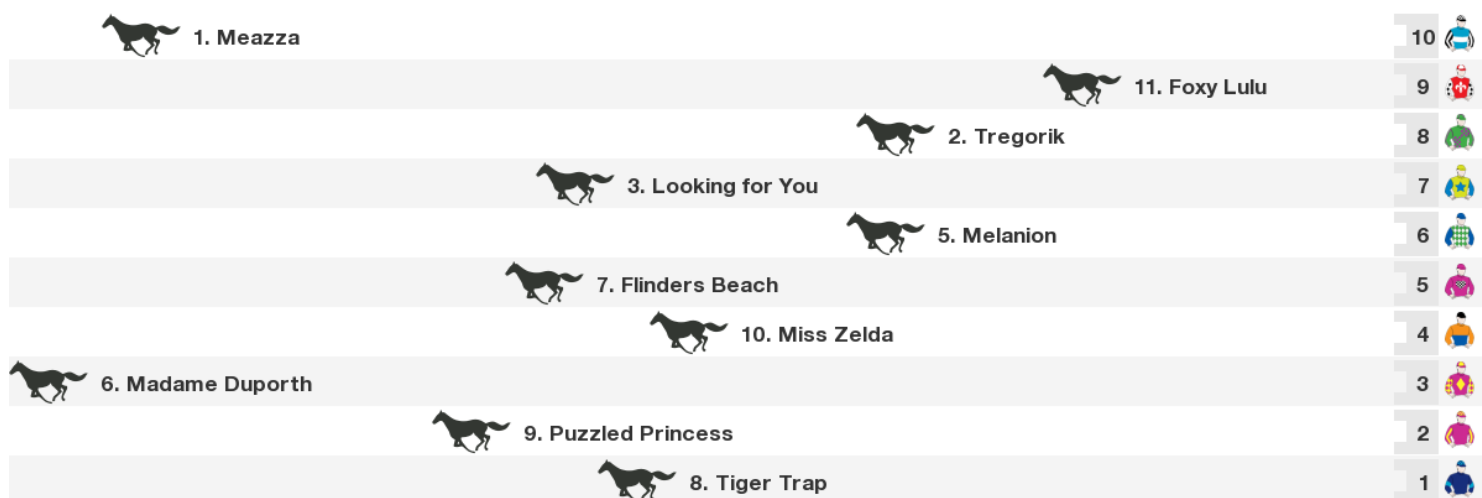 1. Meazza 10
11. Foxy Lulu 9
2. Tregorik 8
3. Looking for You 7
5. Melanion 6
7. Flinders Beach 5
10. Miss Zelda 4
6. Madame Duporth 3
9. Puzzled Princess 2
8. Tiger Trap 1